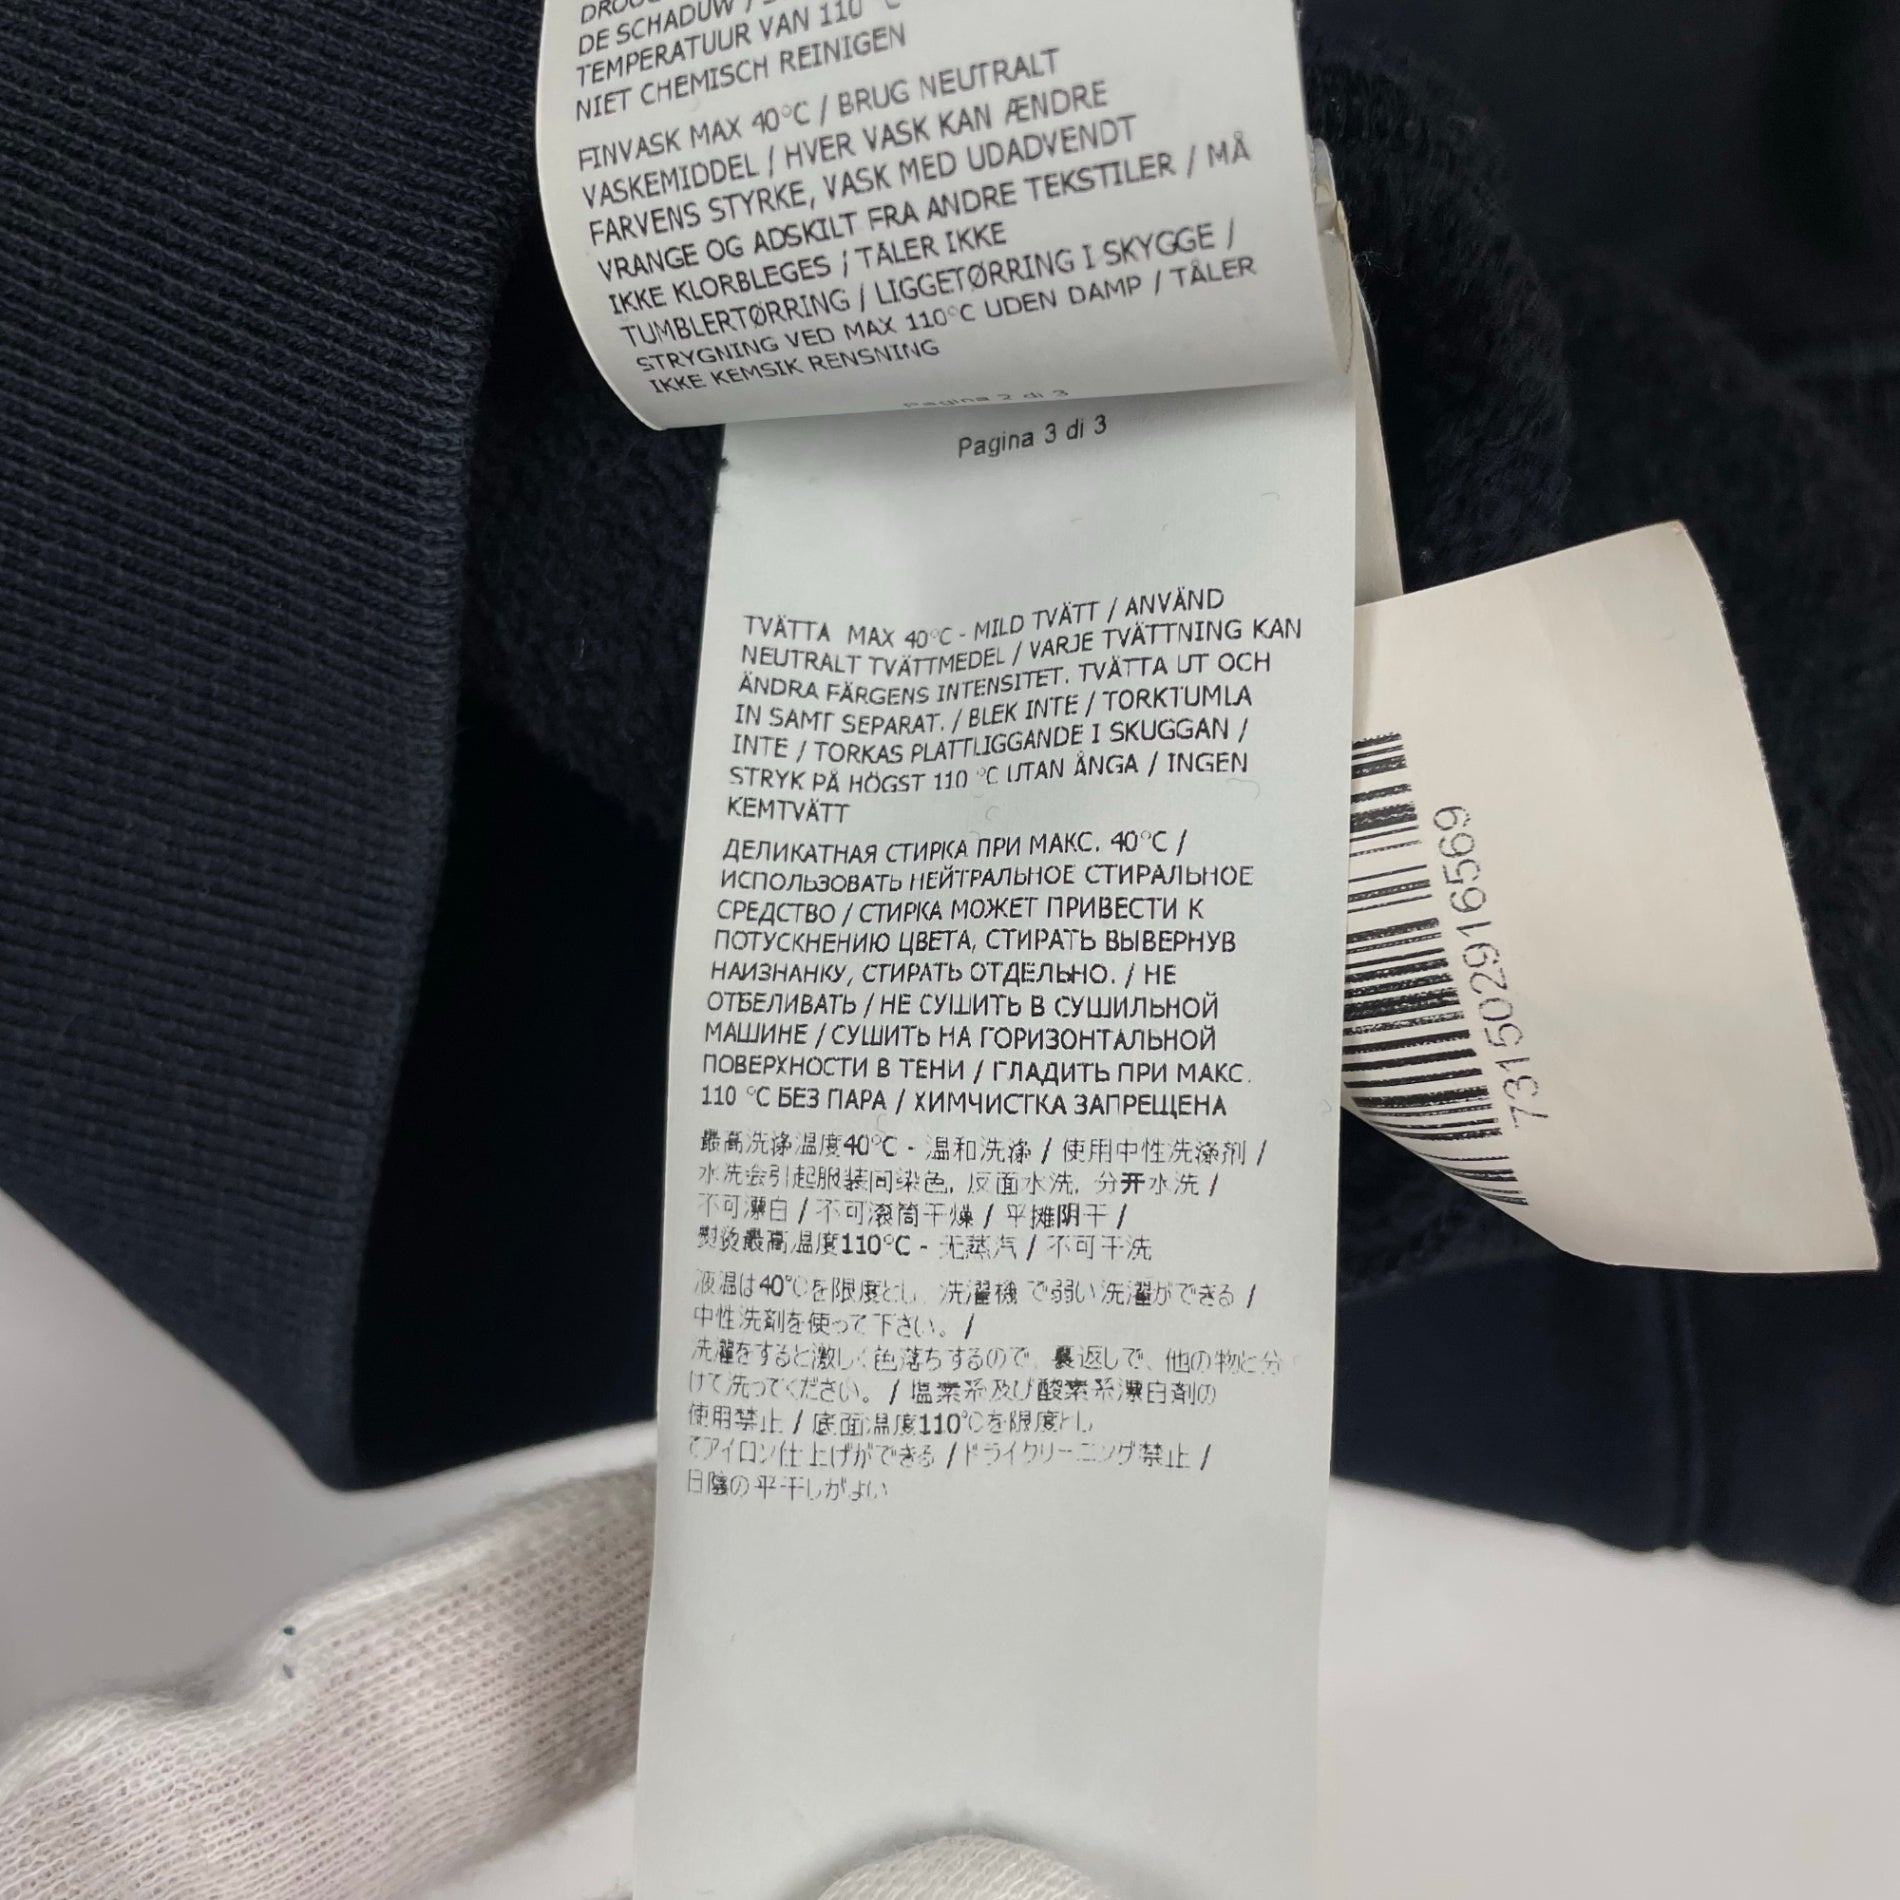 DE SCHADUW /
TEMPERATUUR VAN 110 °C
NIET CHEMISCH REINIGEN
FINVASK MAX 40°C / BRUG NEUTRALT
VASKEMIDDEL / HVER VASK KAN ÆNDRE
FARVENS STYRKE, VASK MED UDADVENDT
VRANGE OG ADSKILT FRA ANDRE TEKSTILER / MÅ
IKKE KLORBLEGES / TÅLER IKKE
TUMBLERTØRRING / LIGGETØRRING I SKYGGE /
STRYGNING VED MAX 110°C UDEN DAMP / TÅLER
IKKE KEMSIK RENSNING
Pagina 2 di 3
Pagina 3 di 3
TVÄTTA MAX 40°C - MILD TVÄTT / ANVÄND
NEUTRALT TVÄTTMEDEL / VARJE TVÄTTNING KAN
ÄNDRA FÄRGENS INTENSITET. TVÄTTA UT OCH
IN SAMT SEPARAT. / BLEK INTE / TORKTUMLA
INTE / TORKAS PLATTLIGGANDE I SKUGGAN /
STRYK PÅ HÖGST 110 °C UTAN ÅNGA / INGEN
KEMTVÄTT
ДЕЛИКАТНАЯ СТИРКА ПРИ МАКС. 40°C /
ИСПОЛЬЗОВАТЬ НЕЙТРАЛЬНОЕ СТИРАЛЬНОЕ
СРЕДСТВО / СТИРКА МОЖЕТ ПРИВЕСТИ К
ПОТУСКНЕНИЮ ЦВЕТА, СТИРАТЬ ВЫВЕРНУВ
НАИЗНАНКУ, СТИРАТЬ ОТДЕЛЬНО. / НЕ
ОТБЕЛИВАТЬ / НЕ СУШИТЬ В СУШИЛЬНОЙ
МАШИНЕ / СУШИТЬ НА ГОРИЗОНТАЛЬНОЙ
ПОВЕРХНОСТИ В ТЕНИ / ГЛАДИТЬ ПРИ МАКС.
110 °C БЕЗ ПАРА / ХИМЧИСТКА ЗАПРЕЩЕНА
最高洗涤温度40°C - 温和洗涤 / 使用中性洗涤剂 /
水洗会引起服装间染色, 反面水洗, 分开水洗 /
不可漂白 / 不可滚筒干燥 / 平摊阴干 /
熨烫最高温度110°C - 无蒸汽 / 不可干洗
液温は40℃を限度とし、洗濯機で弱い洗濯ができる /
中性洗剤を使って下さい。 /
洗濯をすると激しく色落ちするので、裏返しで、他の物と分
けて洗ってください。 / 塩素系及び酸素系漂白剤の
使用禁止 / 底面温度110℃を限度とし
てアイロン仕上げができる / ドライクリーニング禁止 /
日陰の平干しがよい
731502916569